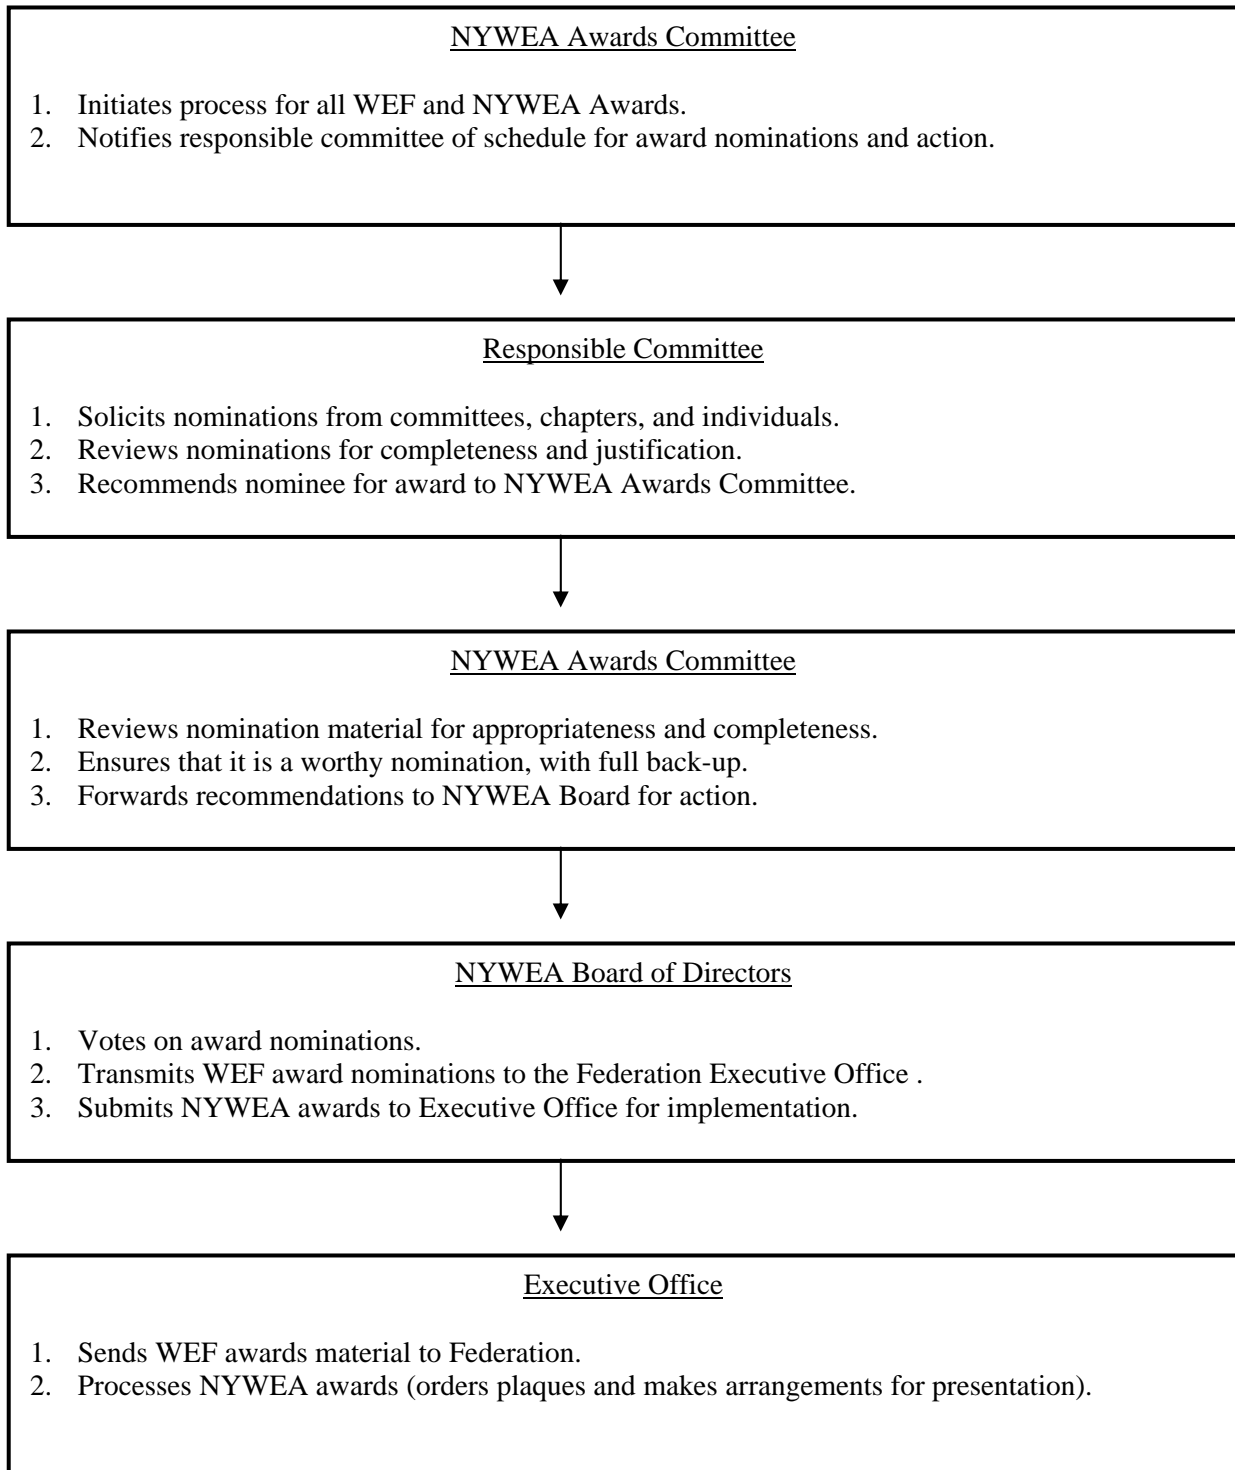 NYWEA Awards Committee
1. Initiates process for all WEF and NYWEA Awards.
2. Notifies responsible committee of schedule for award nominations and action.
Responsible Committee
1. Solicits nominations from committees, chapters, and individuals.
2. Reviews nominations for completeness and justification.
3. Recommends nominee for award to NYWEA Awards Committee.
NYWEA Awards Committee
1. Reviews nomination material for appropriateness and completeness.
2. Ensures that it is a worthy nomination, with full back-up.
3. Forwards recommendations to NYWEA Board for action.
NYWEA Board of Directors
1. Votes on award nominations.
2. Transmits WEF award nominations to the Federation Executive Office .
3. Submits NYWEA awards to Executive Office for implementation.
Executive Office
1. Sends WEF awards material to Federation.
2. Processes NYWEA awards (orders plaques and makes arrangements for presentation).